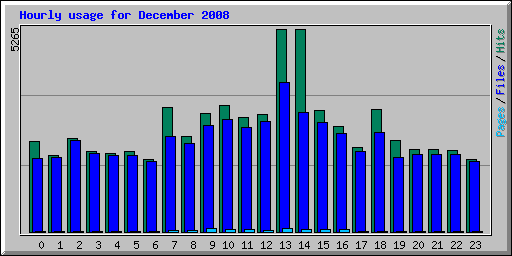 Hourly usage for December 2008
5265
Pages / Files / Hits
0 1 2 3 4 5 6 7 8 9 10 11 12 13 14 15 16 17 18 19 20 21 22 23